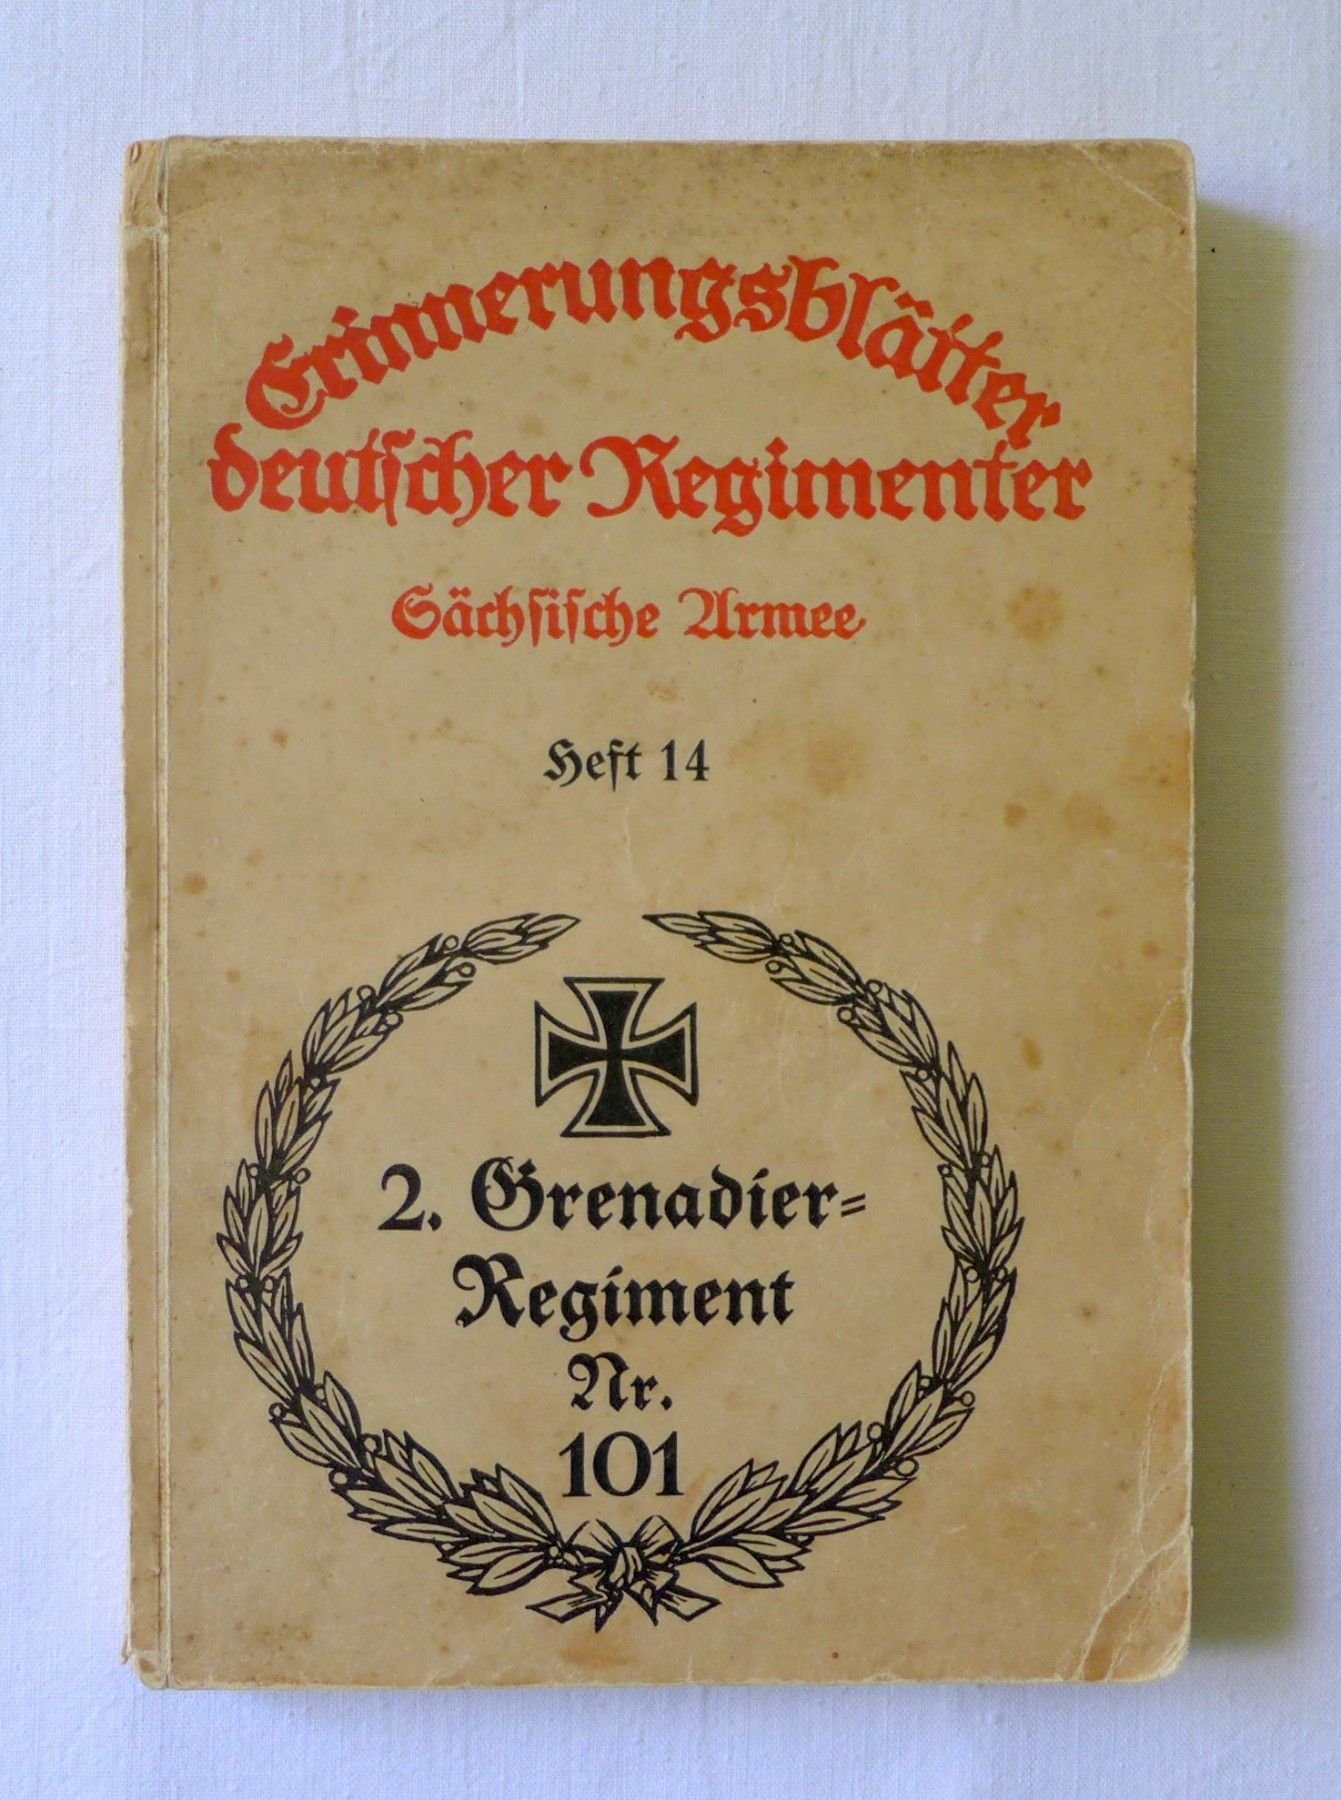 Erinnerungsblätter
deutscher Regimenter
Sächsische Armee
Heft 14
2. Grenadier=
Regiment
Nr.
101